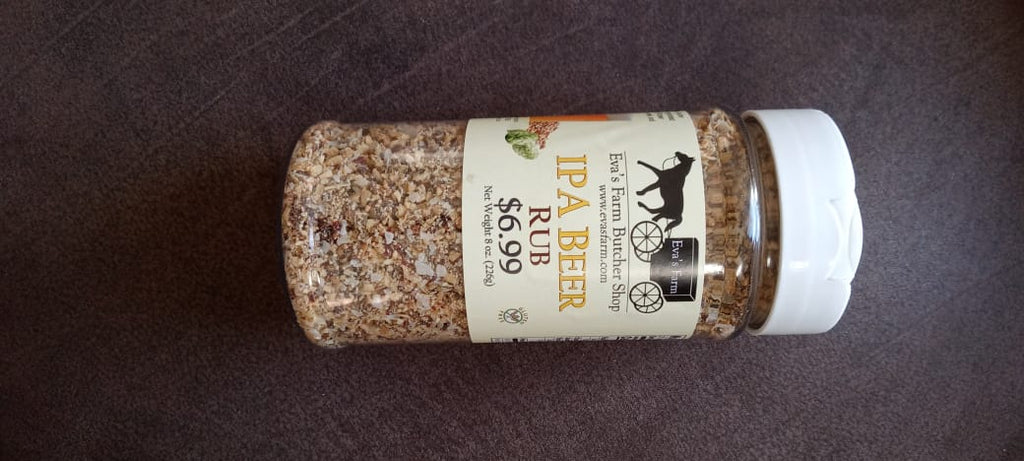 Eva's Farm
Eva's Farm Butcher Shop
www.evasfarm.com
IPA BEER
RUB
$6.99
Net Weight 8 oz. (226g)